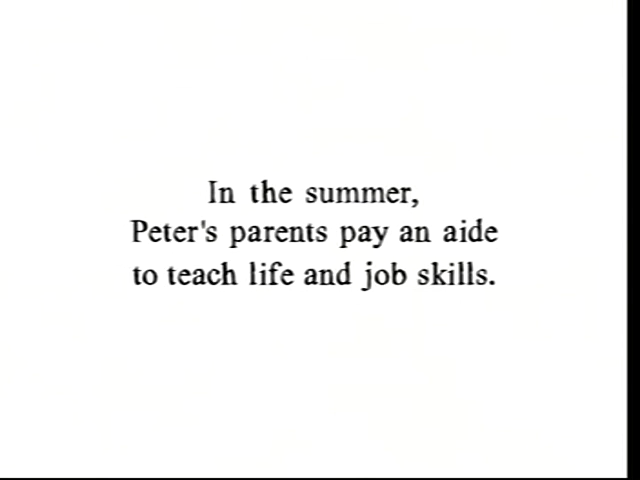 In the summer,
Peter's parents pay an aide
to teach life and job skills.